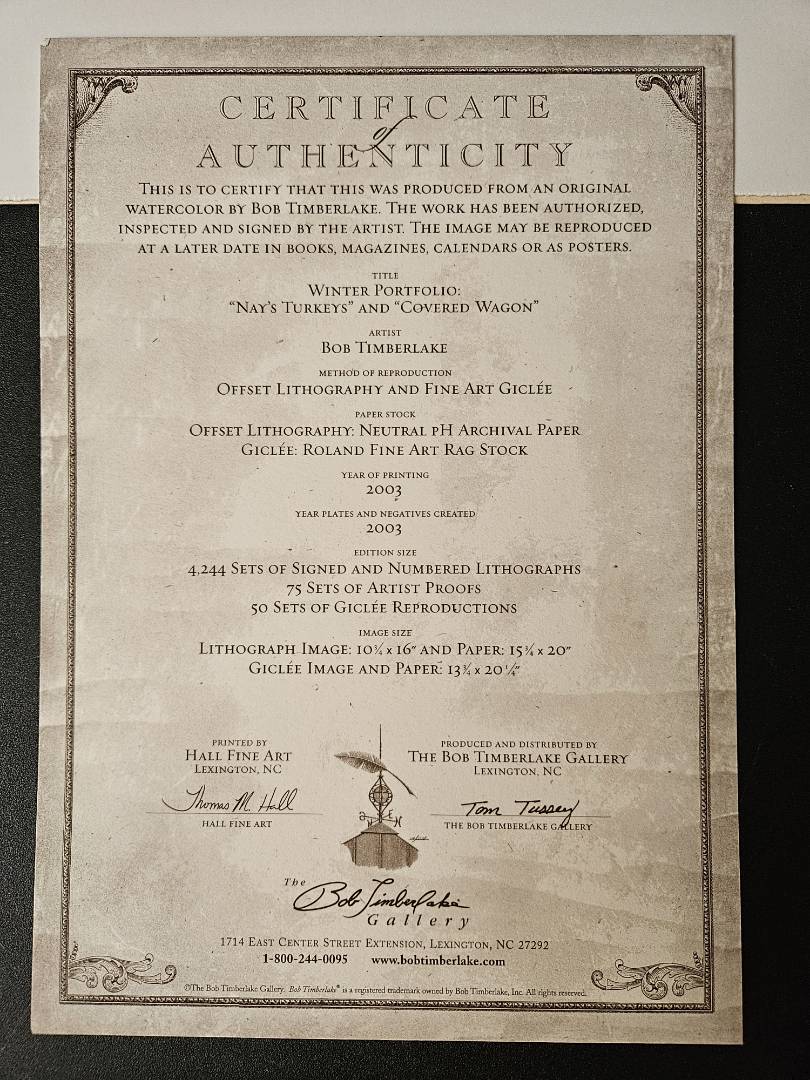 CERTIFICATE
of
AUTHENTICITY
THIS IS TO CERTIFY THAT THIS WAS PRODUCED FROM AN ORIGINAL
WATERCOLOR BY BOB TIMBERLAKE. THE WORK HAS BEEN AUTHORIZED,
INSPECTED AND SIGNED BY THE ARTIST. THE IMAGE MAY BE REPRODUCED
AT A LATER DATE IN BOOKS, MAGAZINES, CALENDARS OR AS POSTERS.
TITLE
WINTER PORTFOLIO:
“NAY’S TURKEYS” AND “COVERED WAGON”
ARTIST
BOB TIMBERLAKE
METHOD OF REPRODUCTION
OFFSET LITHOGRAPHY AND FINE ART GICLÉE
PAPER STOCK
OFFSET LITHOGRAPHY: NEUTRAL PH ARCHIVAL PAPER
GICLÉE: ROLAND FINE ART RAG STOCK
YEAR OF PRINTING
2003
YEAR PLATES AND NEGATIVES CREATED
2003
EDITION SIZE
4,244 SETS OF SIGNED AND NUMBERED LITHOGRAPHS
75 SETS OF ARTIST PROOFS
50 SETS OF GICLÉE REPRODUCTIONS
IMAGE SIZE
LITHOGRAPH IMAGE: 10¾ x 16″ AND PAPER: 15¾ x 20″
GICLÉE IMAGE AND PAPER: 13¾ x 20¼″
PRINTED BY
HALL FINE ART
LEXINGTON, NC
Thomas M. Hall
HALL FINE ART
PRODUCED AND DISTRIBUTED BY
THE BOB TIMBERLAKE GALLERY
LEXINGTON, NC
Tom Tussey
THE BOB TIMBERLAKE GALLERY
E
N
The
Bob Timberlake
Gallery
1714 EAST CENTER STREET EXTENSION, LEXINGTON, NC 27292
1-800-244-0095 www.bobtimberlake.com
©The Bob Timberlake Gallery. Bob Timberlake® is a registered trademark owned by Bob Timberlake, Inc. All rights reserved.